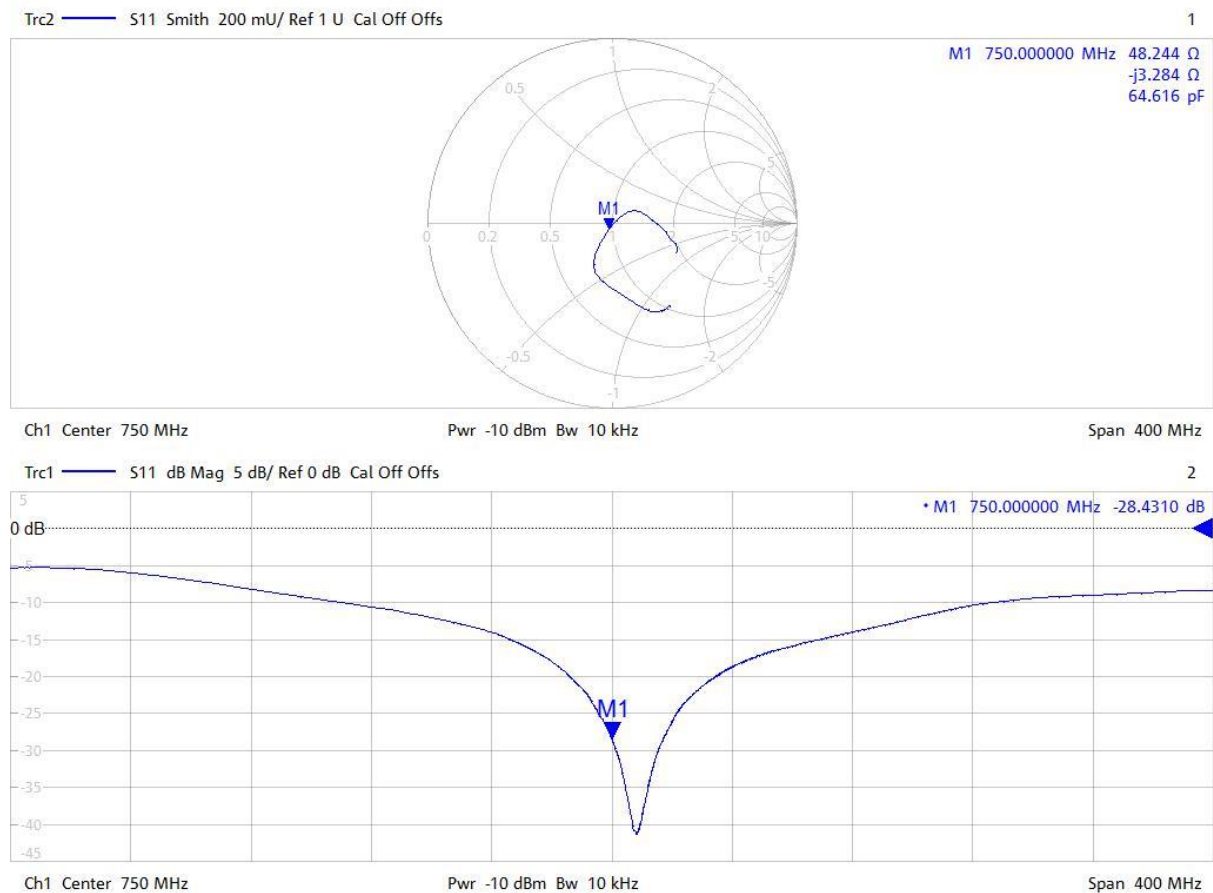 Trc2 S11 Smith 200 mU/ Ref 1 U Cal Off Offs 1
M1 750.000000 MHz 48.244 Ω
-j3.284 Ω
64.616 pF
1
0.5 2
5
M1
0 0.2 0.5 1 2 5 10
-5
-0.5 -2
-1
Ch1 Center 750 MHz Pwr -10 dBm Bw 10 kHz Span 400 MHz
Trc1 S11 dB Mag 5 dB/ Ref 0 dB Cal Off Offs 2
5
• M1 750.000000 MHz -28.4310 dB
0 dB
-5
-10
-15
-20
-25
M1
-30
-35
-40
-45
Ch1 Center 750 MHz Pwr -10 dBm Bw 10 kHz Span 400 MHz